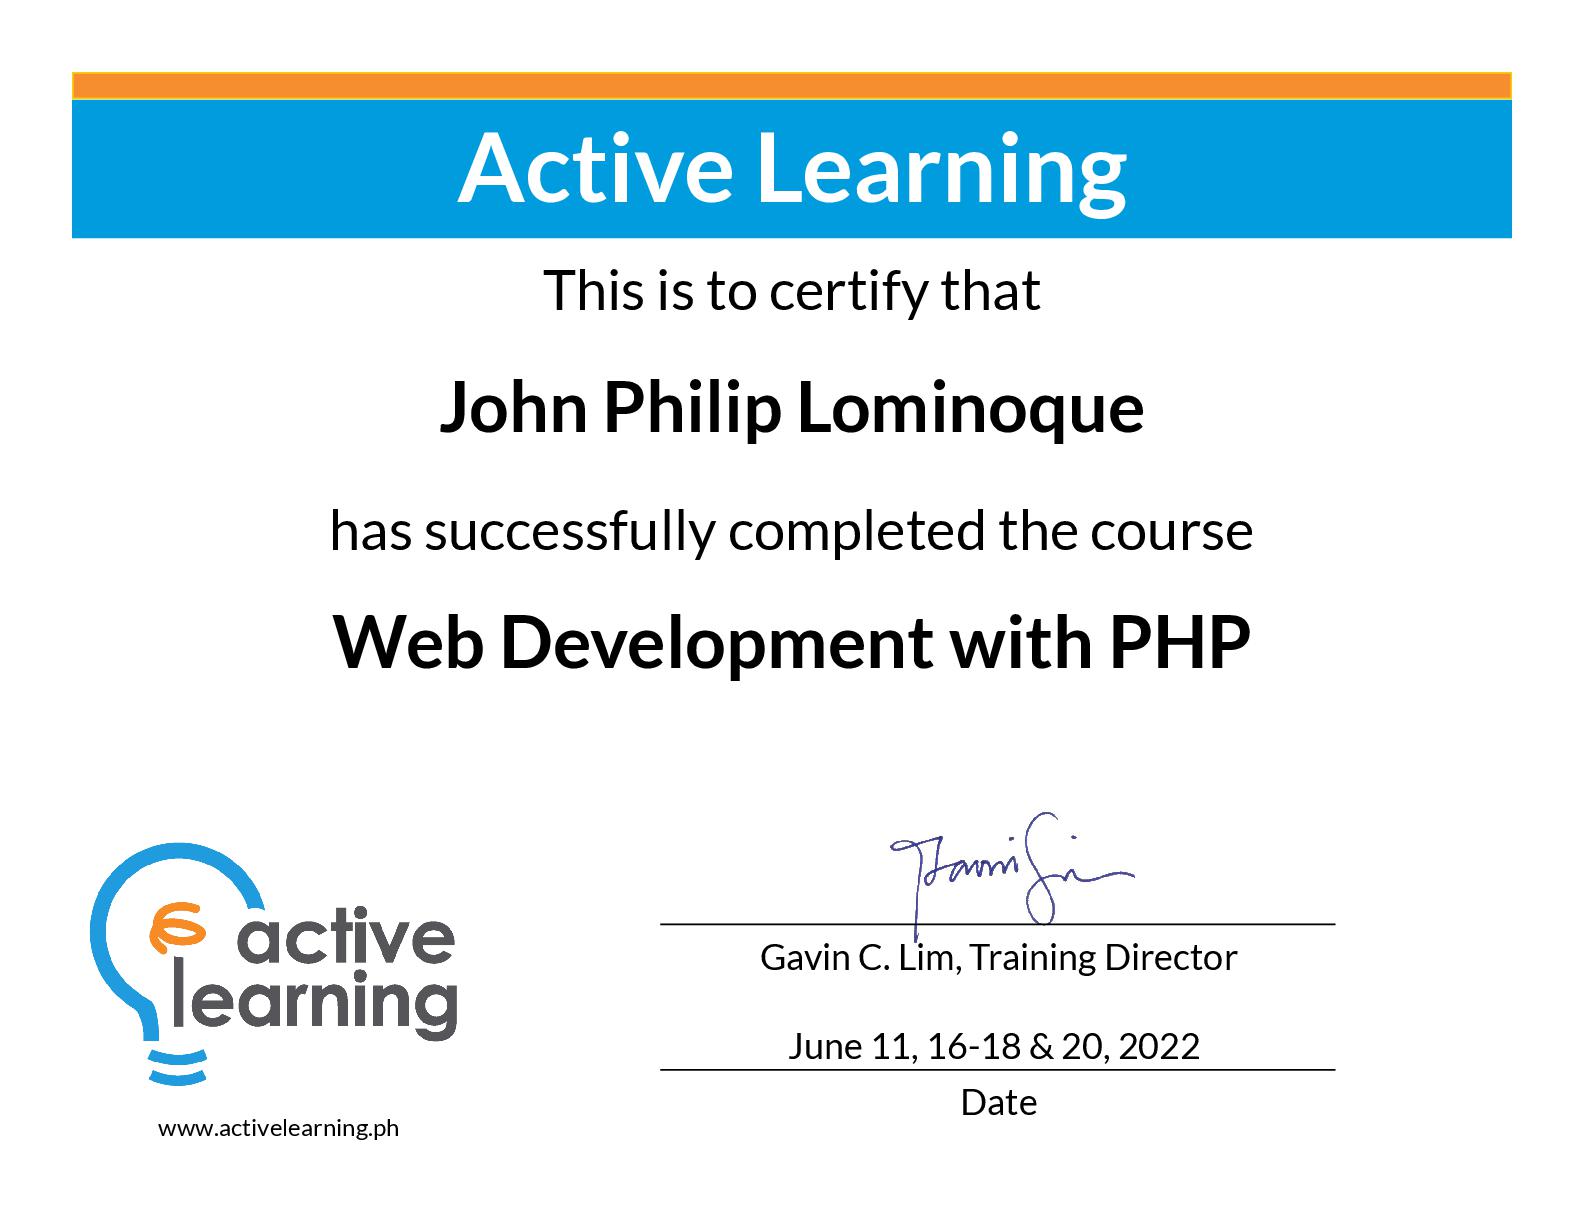 Active Learning
This is to certify that
John Philip Lominoque
has successfully completed the course
Web Development with PHP
Gavin C. Lim, Training Director
June 11, 16-18 & 20, 2022
Date
active
learning
www.activelearning.ph